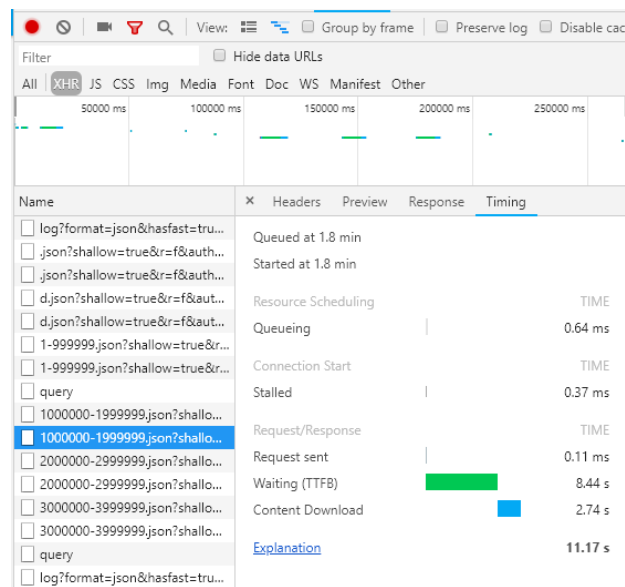 View: Group by frame Preserve log Disable cac
Filter Hide data URLs
All XHR JS CSS Img Media Font Doc WS Manifest Other
50000 ms 100000 ms 150000 ms 200000 ms 250000 ms
Name
log?format=json&hasfast=tru...
.json?shallow=true&r=f&auth...
.json?shallow=true&r=f&auth...
d.json?shallow=true&r=f&aut...
d.json?shallow=true&r=f&aut...
1-999999.json?shallow=true&r...
1-999999.json?shallow=true&r...
query
1000000-1999999.json?shallo...
1000000-1999999.json?shallo...
2000000-2999999.json?shallo...
2000000-2999999.json?shallo...
3000000-3999999.json?shallo...
3000000-3999999.json?shallo...
query
log?format=json&hasfast=tru...
× Headers Preview Response Timing
Queued at 1.8 min
Started at 1.8 min
Resource Scheduling TIME
Queueing 0.64 ms
Connection Start TIME
Stalled 0.37 ms
Request/Response TIME
Request sent 0.11 ms
Waiting (TTFB) 8.44 s
Content Download 2.74 s
Explanation 11.17 s